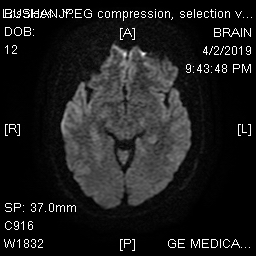 JPEG compression, selection v...
DOB:
12
[A]
BRAIN
4/2/2019
9:43:48 PM
[R]
[L]
SP: 37.0mm
C916
W1832
[P]
GE MEDICA...